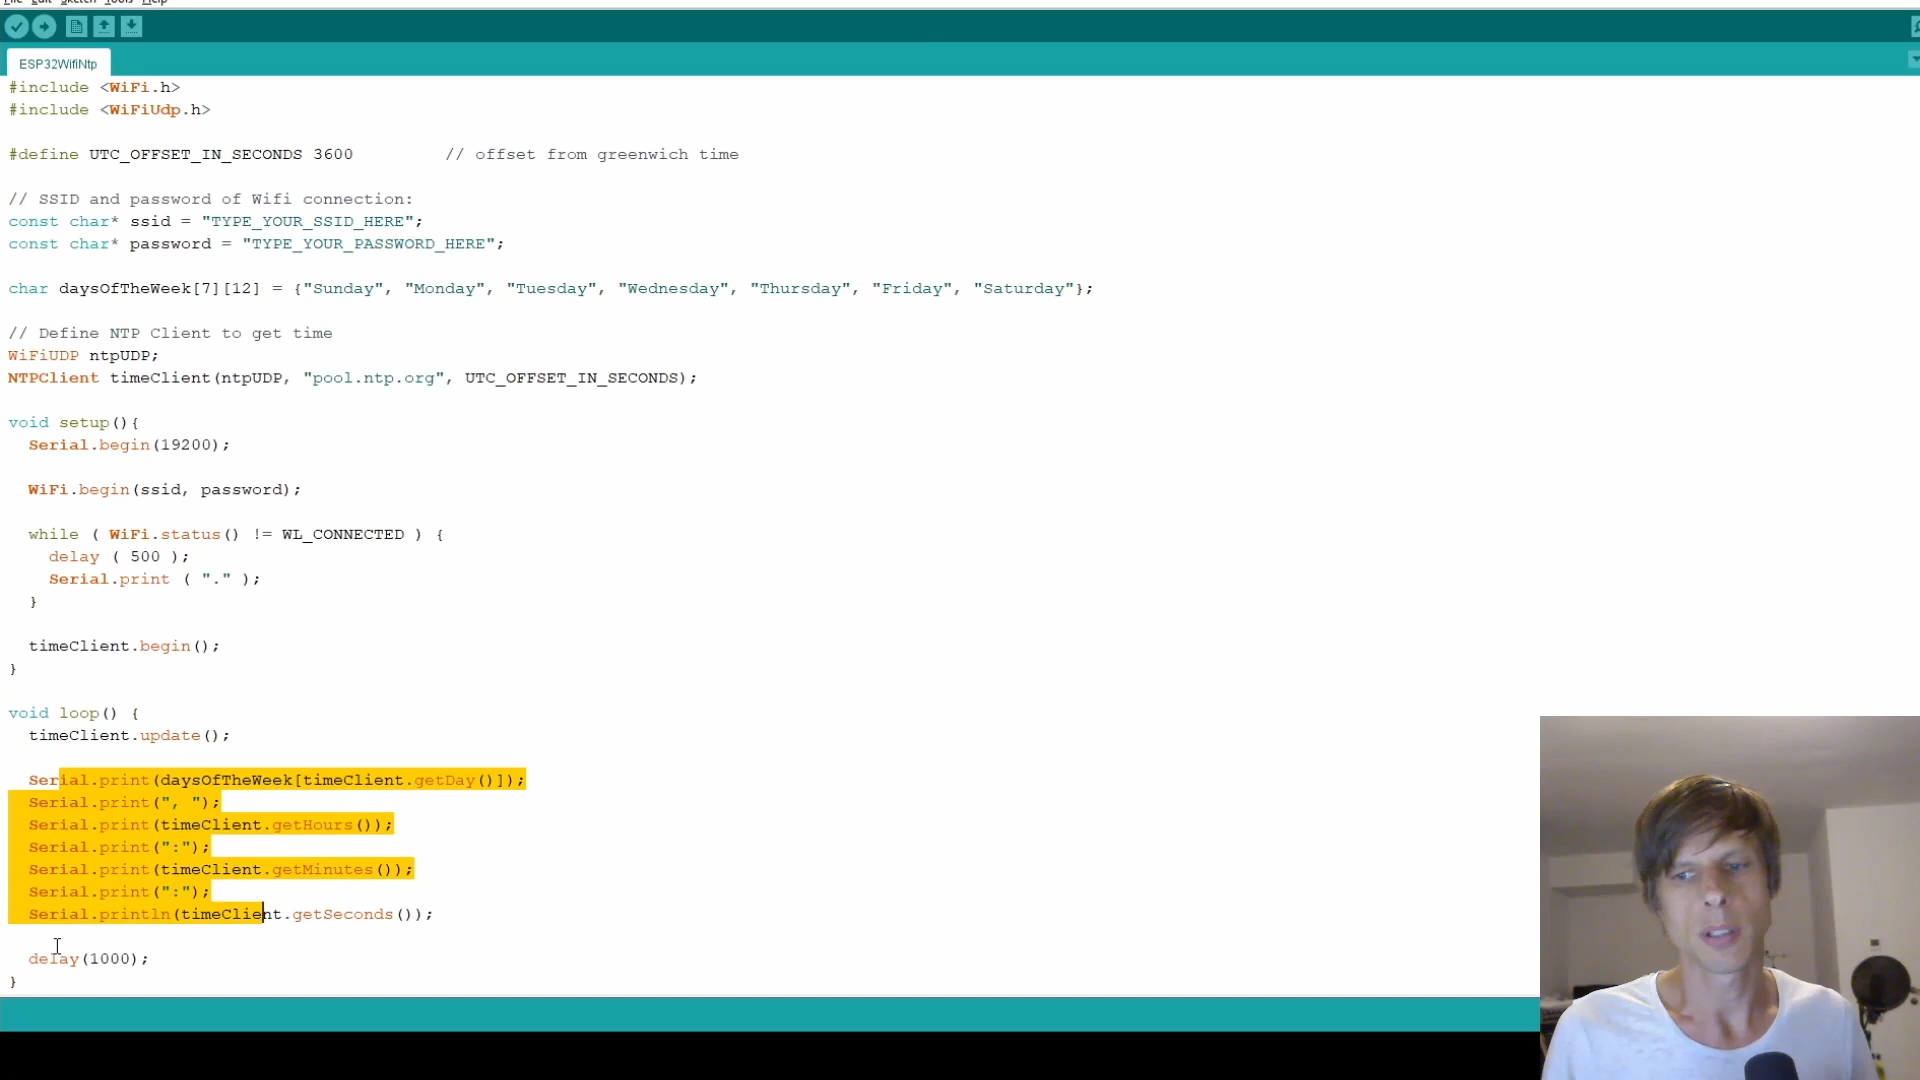 File Edit Sketch Tools Help
ESP32WifiNtp
#include <WiFi.h>
#include <WiFiUdp.h>
#define UTC_OFFSET_IN_SECONDS 3600         // offset from greenwich time
// SSID and password of Wifi connection:
const char* ssid = "TYPE_YOUR_SSID_HERE";
const char* password = "TYPE_YOUR_PASSWORD_HERE";
char daysOfTheWeek[7][12] = {"Sunday", "Monday", "Tuesday", "Wednesday", "Thursday", "Friday", "Saturday"};
// Define NTP Client to get time
WiFiUDP ntpUDP;
NTPClient timeClient(ntpUDP, "pool.ntp.org", UTC_OFFSET_IN_SECONDS);
void setup(){
  Serial.begin(19200);
  WiFi.begin(ssid, password);
  while ( WiFi.status() != WL_CONNECTED ) {
    delay ( 500 );
    Serial.print ( "." );
  }
  timeClient.begin();
}
void loop() {
  timeClient.update();
  Serial.print(daysOfTheWeek[timeClient.getDay()]);
  Serial.print(", ");
  Serial.print(timeClient.getHours());
  Serial.print(":");
  Serial.print(timeClient.getMinutes());
  Serial.print(":");
  Serial.println(timeClient.getSeconds());
  delay(1000);
}